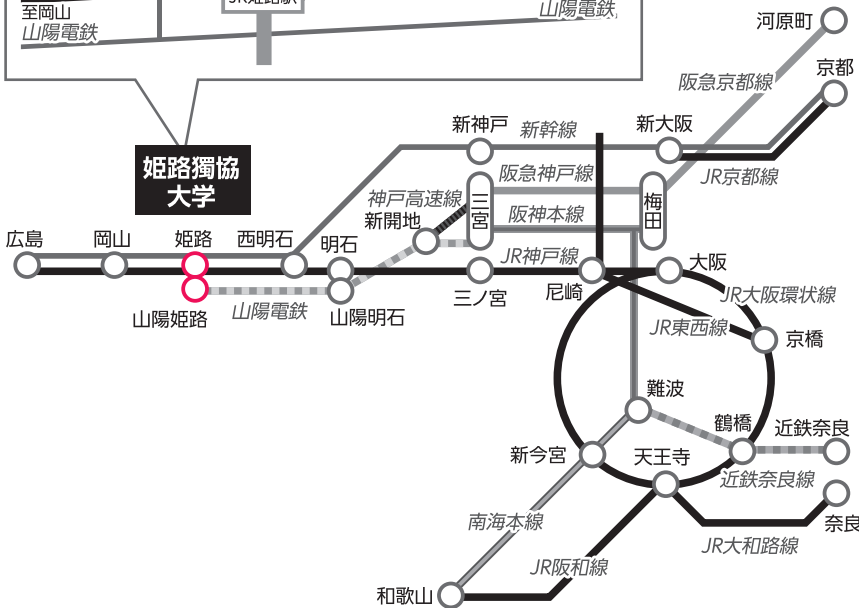 至岡山
山陽電鉄
JR姫路駅
山陽電鉄
河原町
阪急京都線
京都
新神戸
新幹線
新大阪
JR京都線
姫路獨協
大学
阪急神戸線
神戸高速線
三宮
梅田
新開地
阪神本線
広島
岡山
姫路
西明石
明石
JR神戸線
大阪
三ノ宮
尼崎
JR大阪環状線
山陽姫路
山陽電鉄
山陽明石
JR東西線
京橋
難波
鶴橋
近鉄奈良
新今宮
天王寺
近鉄奈良線
南海本線
奈良
JR大和路線
JR阪和線
和歌山